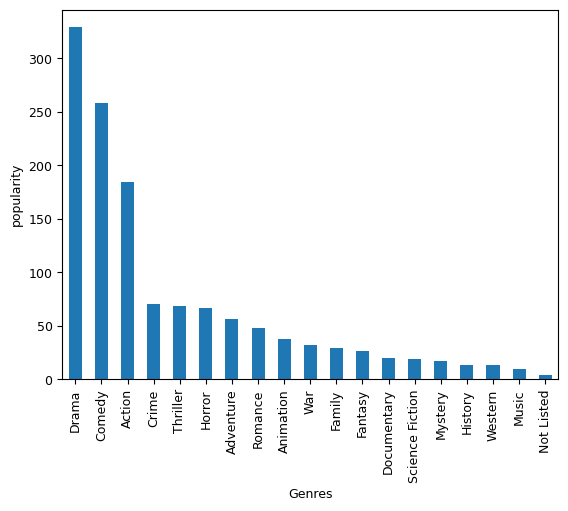 popularity
300
250
200
150
100
50
0
Drama
Comedy
Action
Crime
Thriller
Horror
Adventure
Romance
Animation
War
Family
Fantasy
Documentary
Science Fiction
Mystery
History
Western
Music
Not Listed
Genres